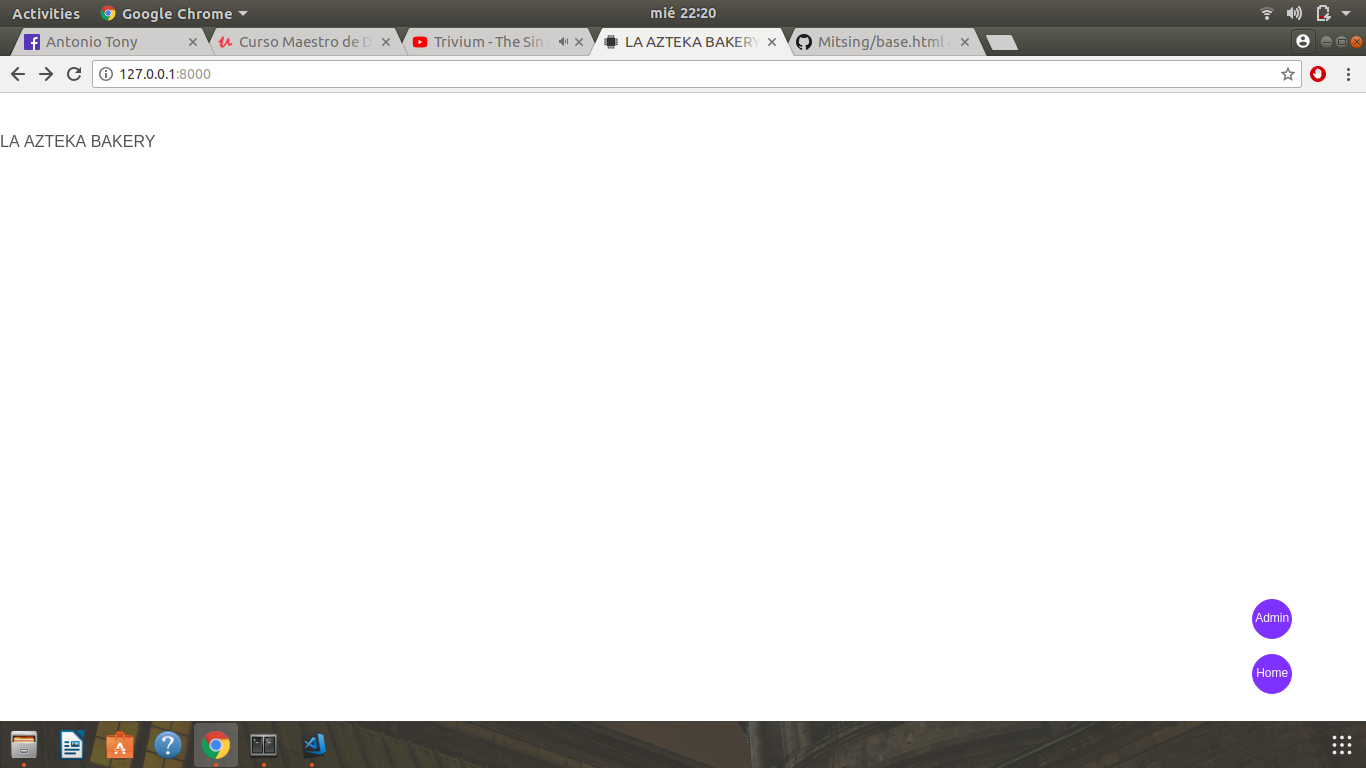 Activities Google Chrome mié 22:20
Antonio Tony Curso Maestro de D Trivium - The Sin LA AZTEKA BAKERY Mitsing/base.html
127.0.0.1:8000
LA AZTEKA BAKERY
Admin
Home